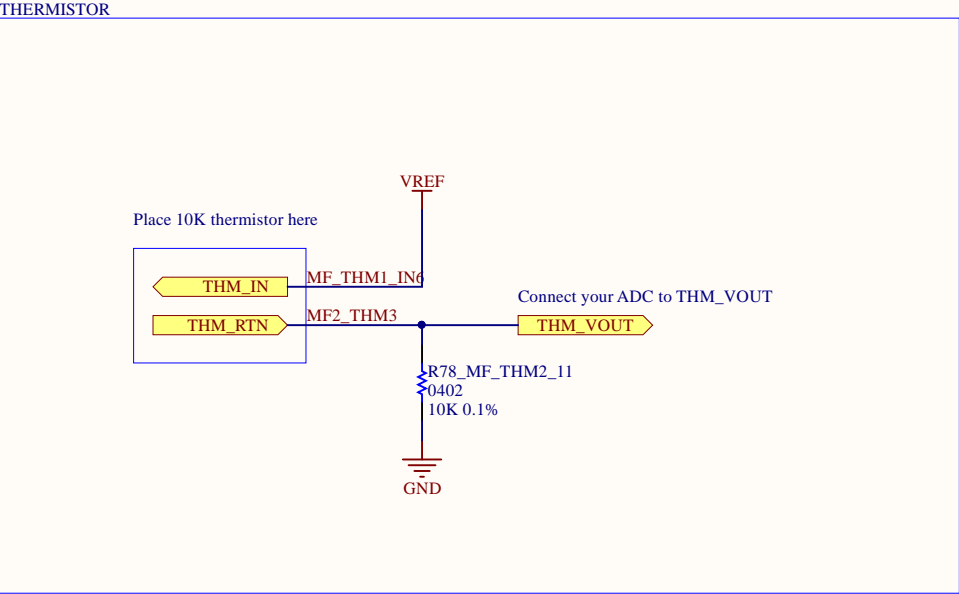 THERMISTOR
VREF
Place 10K thermistor here
THM_IN
MF_THM1_IN6
Connect your ADC to THM_VOUT
THM_RTN
MF2_THM3
THM_VOUT
R78_MF_THM2_11
0402
10K 0.1%
GND